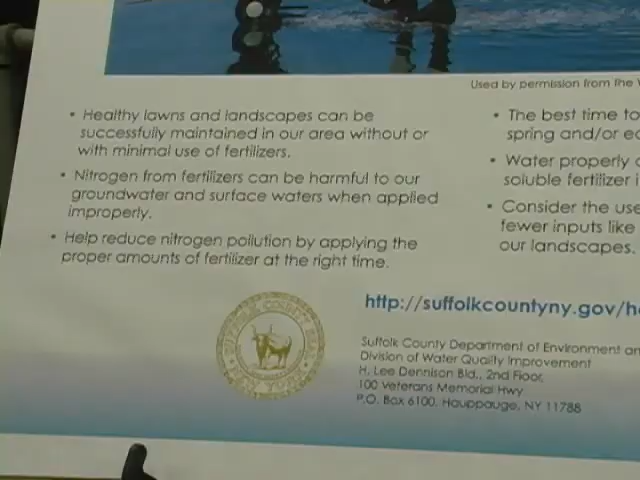 Used by permission from The
• Healthy lawns and landscapes can be
successfully maintained in our area without or
with minimal use of fertilizers.
• Nitrogen from fertilizers can be harmful to our
groundwater and surface waters when applied
improperly.
• Help reduce nitrogen pollution by applying the
proper amounts of fertilizer at the right time.
• The best time to
spring and/or
• Water properly
soluble fertilizer
• Consider the use
fewer inputs like
our landscapes.
SUFFOLK COUNTY SEAL
NEW YORK
http://suffolkcountyny.gov/h
Suffolk County Department of Environment
Division of Water Quality Improvement
H. Lee Dennison Bld., 2nd Floor,
100 Veterans Memorial Hwy
P.O. Box 6100, Hauppauge, NY 11788